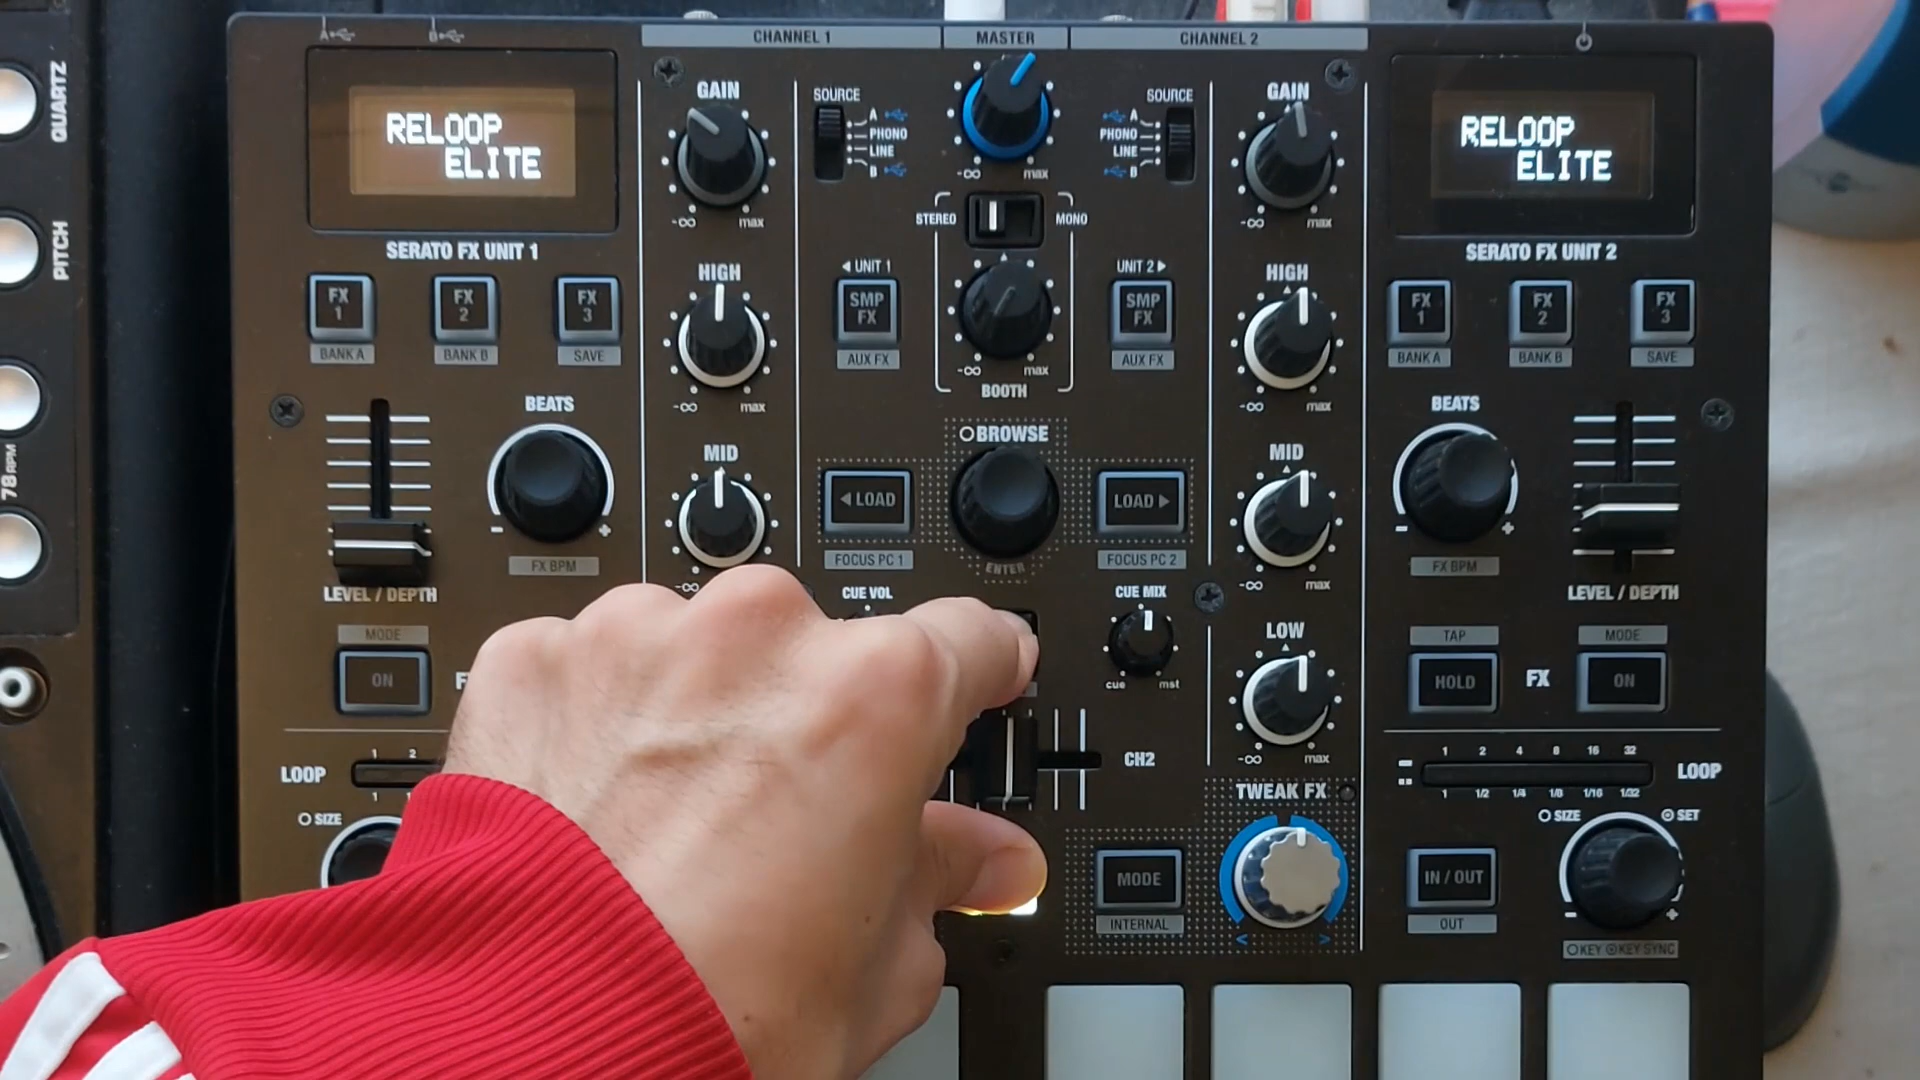 A
B
CHANNEL 1
MASTER
CHANNEL 2
QUARTZ
PITCH
78 RPM
RELOOP
ELITE
SERATO FX UNIT 1
FX
1
FX
2
FX
3
BANK A
BANK B
SAVE
BEATS
- +
FX BPM
LEVEL / DEPTH
MODE
ON
LOOP
1 2
1
SIZE
GAIN
-∞ max
HIGH
-∞ max
MID
-∞
SOURCE
A
PHONO
LINE
B
-∞ max
STEREO
MONO
◀ UNIT 1
SMP
FX
AUX FX
-∞ max
BOOTH
BROWSE
◀ LOAD
FOCUS PC 1
ENTER
CUE VOL
SOURCE
A
PHONO
LINE
B
UNIT 2 ▶
SMP
FX
AUX FX
LOAD ▶
FOCUS PC 2
CUE MIX
cue mst
CH2
MODE
INTERNAL
GAIN
-∞ max
HIGH
-∞ max
MID
-∞ max
LOW
-∞ max
TWEAK FX
< >
RELOOP
ELITE
SERATO FX UNIT 2
FX
1
FX
2
FX
3
BANK A
BANK B
SAVE
BEATS
- +
FX BPM
LEVEL / DEPTH
TAP
HOLD
FX
MODE
ON
1 2 4 8 16 32
LOOP
1 1/2 1/4 1/8 1/16 1/32
SIZE
SET
IN / OUT
OUT
- +
KEY KEY SYNC